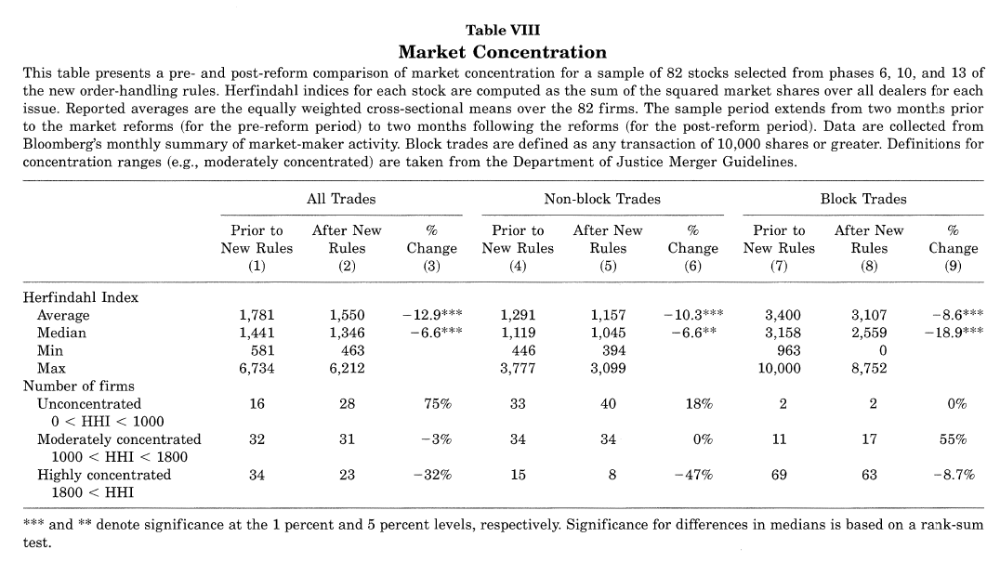 Table VIII
Market Concentration
This table presents a pre- and post-reform comparison of market concentration for a sample of 82 stocks selected from phases 6, 10, and 13 of
the new order-handling rules. Herfindahl indices for each stock are computed as the sum of the squared market shares over all dealers for each
issue. Reported averages are the equally weighted cross-sectional means over the 82 firms. The sample period extends from two months prior
to the market reforms (for the pre-reform period) to two months following the reforms (for the post-reform period). Data are collected from
Bloomberg's monthly summary of market-maker activity. Block trades are defined as any transaction of 10,000 shares or greater. Definitions for
concentration ranges (e.g., moderately concentrated) are taken from the Department of Justice Merger Guidelines.
All Trades Non-block Trades Block Trades
Prior to After New % Prior to After New % Prior to After New %
New Rules Rules Change New Rules Rules Change New Rules Rules Change
(1) (2) (3) (4) (5) (6) (7) (8) (9)
Herfindahl Index
Average 1,781 1,550 −12.9*** 1,291 1,157 −10.3*** 3,400 3,107 −8.6***
Median 1,441 1,346 −6.6*** 1,119 1,045 −6.6** 3,158 2,559 −18.9***
Min 581 463 446 394 963 0
Max 6,734 6,212 3,777 3,099 10,000 8,752
Number of firms
Unconcentrated 16 28 75% 33 40 18% 2 2 0%
0 < HHI < 1000
Moderately concentrated 32 31 −3% 34 34 0% 11 17 55%
1000 < HHI < 1800
Highly concentrated 34 23 −32% 15 8 −47% 69 63 −8.7%
1800 < HHI
*** and ** denote significance at the 1 percent and 5 percent levels, respectively. Significance for differences in medians is based on a rank-sum
test.